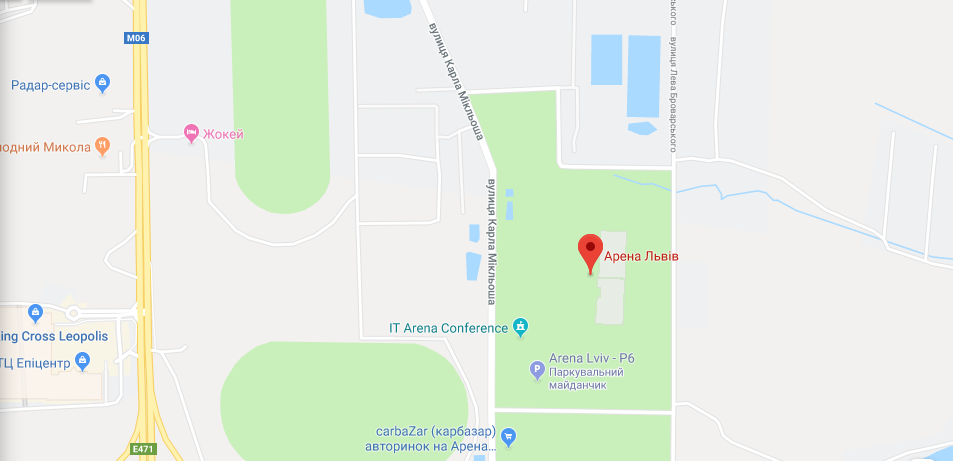 ського
M06
вулиця Карла Мікльоша
вулиця Лева Броварського
Радар-сервіс
Жокей
Микола
вулиця Карла Мікльоша
Арена Львів
IT Arena Conference
ing Cross Leopolis
ТЦ Епіцентр
Arena Lviv - P6
Паркувальний
майданчик
P
carbaZar (карбазар)
авторинок на Арена...
E471